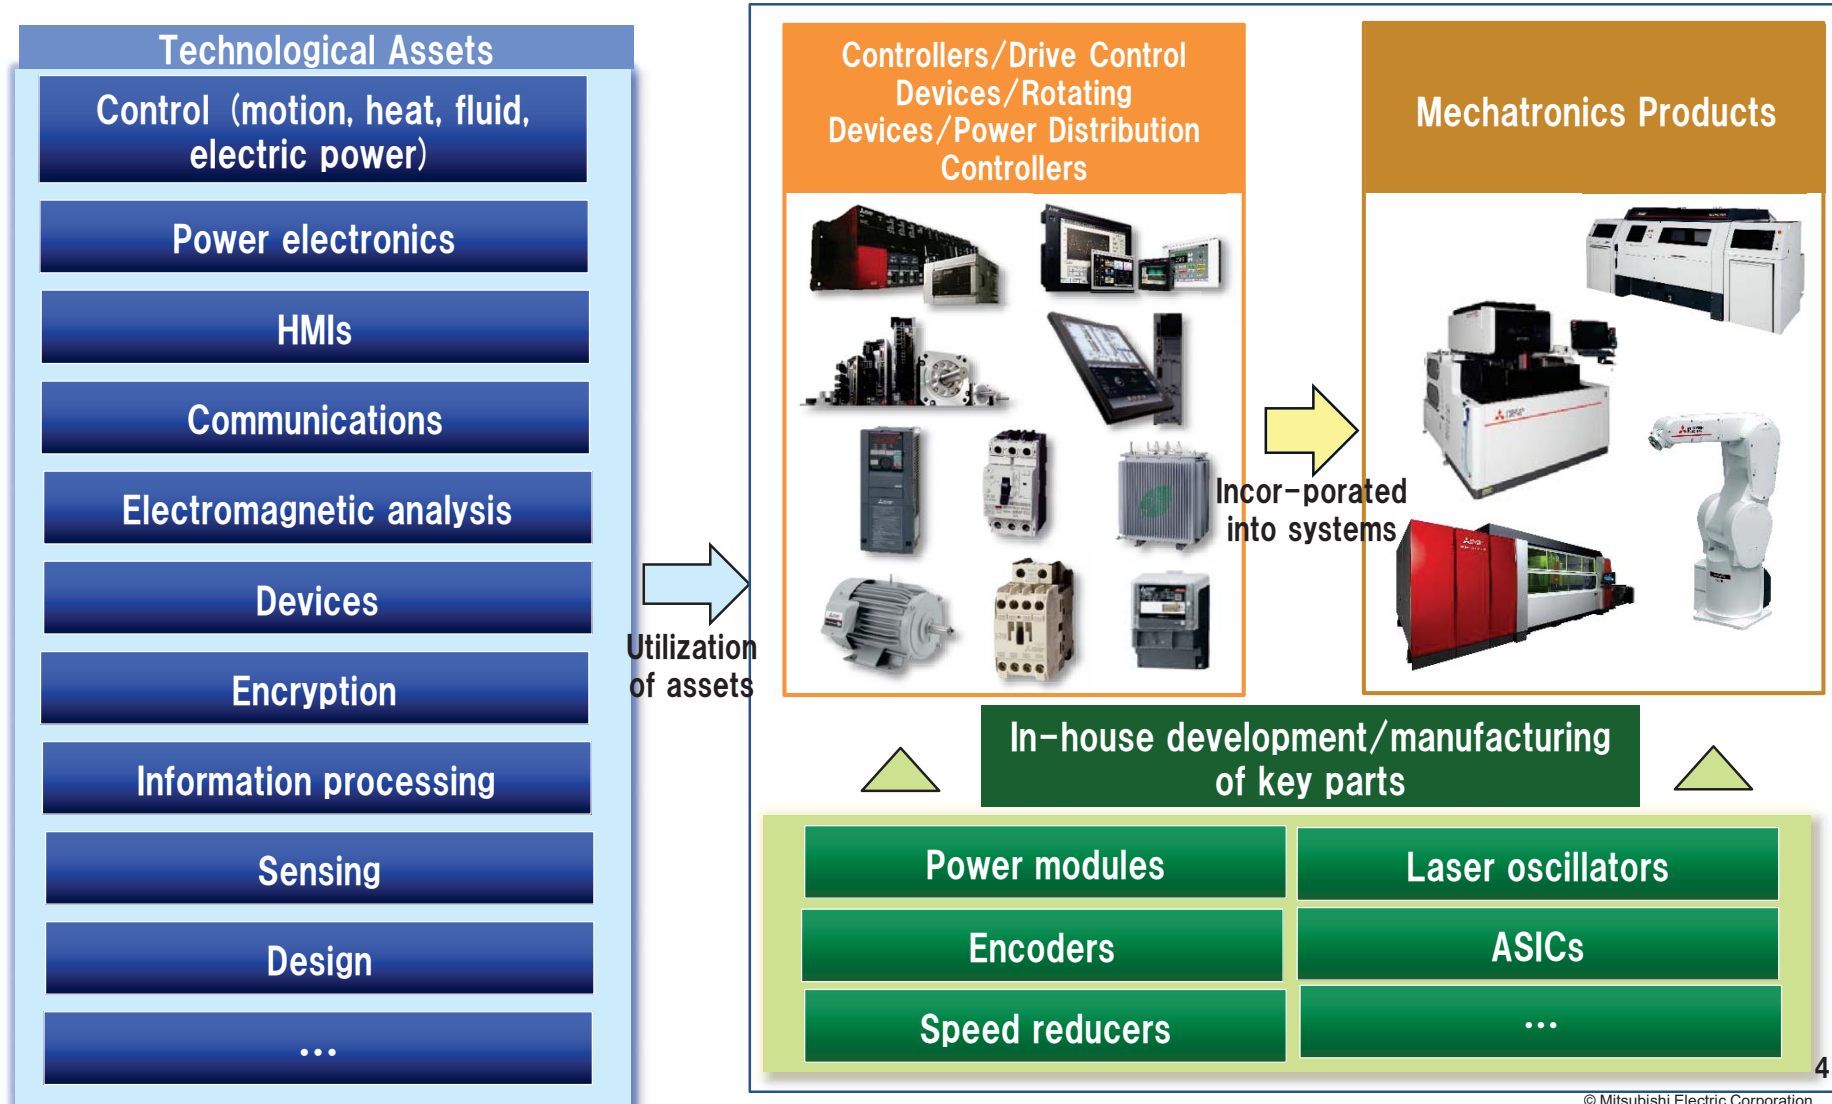 Technological Assets
Control (motion, heat, fluid,
electric power)
Power electronics
HMIs
Communications
Electromagnetic analysis
Devices
Encryption
Information processing
Sensing
Design
…
Utilization
of assets
Controllers/Drive Control
Devices/Rotating
Devices/Power Distribution
Controllers
Incor-porated
into systems
Mechatronics Products
In-house development/manufacturing
of key parts
Power modules
Laser oscillators
Encoders
ASICs
Speed reducers
…
4
© Mitsubishi Electric Corporation